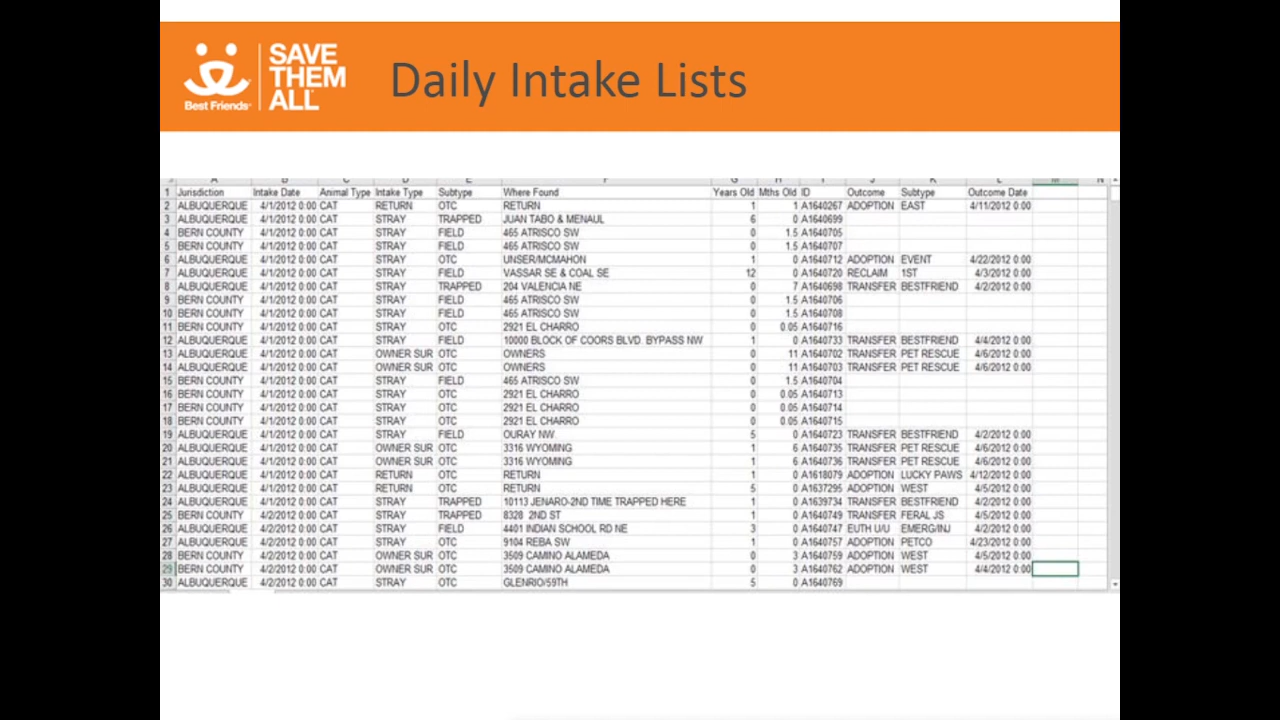 SAVE
THEM
ALL
Best Friends
Daily Intake Lists
1 Jurisdiction Intake Date Animal Type Intake Type Subtype Where Found Years Old Mths Old ID Outcome Subtype Outcome Date
2 ALBUQUERQUE 4/1/2012 0:00 CAT RETURN OTC RETURN 1 1 A1640267 ADOPTION EAST 4/11/2012 0:00
3 ALBUQUERQUE 4/1/2012 0:00 CAT STRAY TRAPPED JUAN TABO & MENAUL 6 0 A1640699
4 BERN COUNTY 4/1/2012 0:00 CAT STRAY FIELD 465 ATRISCO SW 0 1.5 A1640705
5 BERN COUNTY 4/1/2012 0:00 CAT STRAY FIELD 465 ATRISCO SW 0 1.5 A1640707
6 ALBUQUERQUE 4/1/2012 0:00 CAT STRAY OTC UNSER/MCMAHON 1 0 A1640712 ADOPTION EVENT 4/22/2012 0:00
7 ALBUQUERQUE 4/1/2012 0:00 CAT STRAY FIELD VASSAR SE & COAL SE 12 0 A1640720 RECLAIM 1ST 4/3/2012 0:00
8 ALBUQUERQUE 4/1/2012 0:00 CAT STRAY TRAPPED 204 VALENCIA NE 0 7 A1640698 TRANSFER BESTFRIEND 4/2/2012 0:00
9 BERN COUNTY 4/1/2012 0:00 CAT STRAY FIELD 465 ATRISCO SW 0 1.5 A1640706
10 BERN COUNTY 4/1/2012 0:00 CAT STRAY FIELD 465 ATRISCO SW 0 1.5 A1640708
11 BERN COUNTY 4/1/2012 0:00 CAT STRAY OTC 2921 EL CHARRO 0 0.05 A1640716
12 ALBUQUERQUE 4/1/2012 0:00 CAT STRAY FIELD 10000 BLOCK OF COORS BLVD. BYPASS NW 1 0 A1640733 TRANSFER BESTFRIEND 4/4/2012 0:00
13 ALBUQUERQUE 4/1/2012 0:00 CAT OWNER SUR OTC OWNERS 0 11 A1640702 TRANSFER PET RESCUE 4/6/2012 0:00
14 ALBUQUERQUE 4/1/2012 0:00 CAT OWNER SUR OTC OWNERS 0 11 A1640703 TRANSFER PET RESCUE 4/6/2012 0:00
15 BERN COUNTY 4/1/2012 0:00 CAT STRAY FIELD 465 ATRISCO SW 0 1.5 A1640704
16 BERN COUNTY 4/1/2012 0:00 CAT STRAY OTC 2921 EL CHARRO 0 0.05 A1640713
17 BERN COUNTY 4/1/2012 0:00 CAT STRAY OTC 2921 EL CHARRO 0 0.05 A1640714
18 BERN COUNTY 4/1/2012 0:00 CAT STRAY OTC 2921 EL CHARRO 0 0.05 A1640715
19 ALBUQUERQUE 4/1/2012 0:00 CAT STRAY FIELD OURAY NW 5 0 A1640723 TRANSFER BESTFRIEND 4/2/2012 0:00
20 ALBUQUERQUE 4/1/2012 0:00 CAT OWNER SUR OTC 3316 WYOMING 1 6 A1640735 TRANSFER PET RESCUE 4/6/2012 0:00
21 ALBUQUERQUE 4/1/2012 0:00 CAT OWNER SUR OTC 3316 WYOMING 1 6 A1640736 TRANSFER PET RESCUE 4/6/2012 0:00
22 ALBUQUERQUE 4/1/2012 0:00 CAT RETURN OTC RETURN 1 0 A1618079 ADOPTION LUCKY PAWS 4/12/2012 0:00
23 ALBUQUERQUE 4/1/2012 0:00 CAT RETURN OTC RETURN 5 0 A1637295 ADOPTION WEST 4/5/2012 0:00
24 ALBUQUERQUE 4/2/2012 0:00 CAT STRAY TRAPPED 10113 JENARO-2ND TIME TRAPPED HERE 1 0 A1639734 TRANSFER BESTFRIEND 4/2/2012 0:00
25 BERN COUNTY 4/2/2012 0:00 CAT STRAY TRAPPED 8328 2ND ST 1 0 A1640749 TRANSFER FERAL JS 4/5/2012 0:00
26 ALBUQUERQUE 4/2/2012 0:00 CAT STRAY FIELD 4401 INDIAN SCHOOL RD NE 3 0 A1640747 EUTH U/U EMERG/INJ 4/2/2012 0:00
27 ALBUQUERQUE 4/2/2012 0:00 CAT STRAY OTC 9104 REBA SW 1 0 A1640757 ADOPTION PETCO 4/23/2012 0:00
28 BERN COUNTY 4/2/2012 0:00 CAT OWNER SUR OTC 3509 CAMINO ALAMEDA 0 3 A1640759 ADOPTION WEST 4/5/2012 0:00
29 BERN COUNTY 4/2/2012 0:00 CAT OWNER SUR OTC 3509 CAMINO ALAMEDA 0 3 A1640762 ADOPTION WEST 4/4/2012 0:00
30 ALBUQUERQUE 4/2/2012 0:00 CAT STRAY OTC GLENRIO/59TH 5 0 A1640769